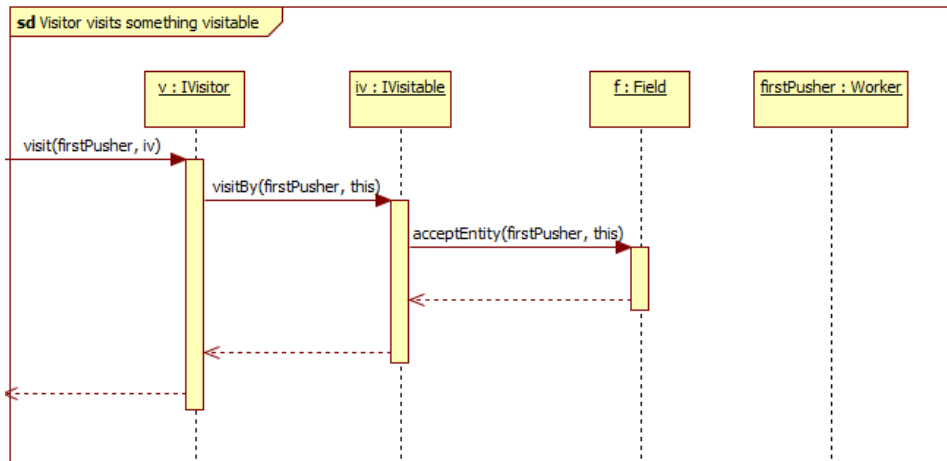 sd Visitor visits something visitable
v : IVisitor
iv : IVisitable
f : Field
firstPusher : Worker
visit(firstPusher, iv)
visitBy(firstPusher, this)
acceptEntity(firstPusher, this)